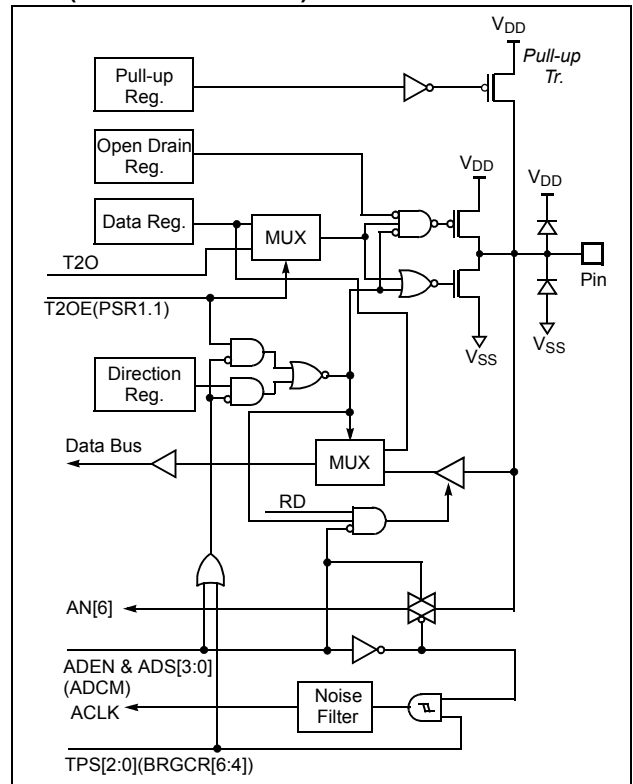 VDD
Pull-up
Reg.
Pull-up
Tr.
Open Drain
Reg.
VDD
VDD
Data Reg.
MUX
T2O
Pin
T2OE(PSR1.1)
VSS
VSS
Direction
Reg.
Data Bus
MUX
RD
AN[6]
ADEN & ADS[3:0]
(ADCM)
Noise
Filter
ACLK
TPS[2:0](BRGCR[6:4])